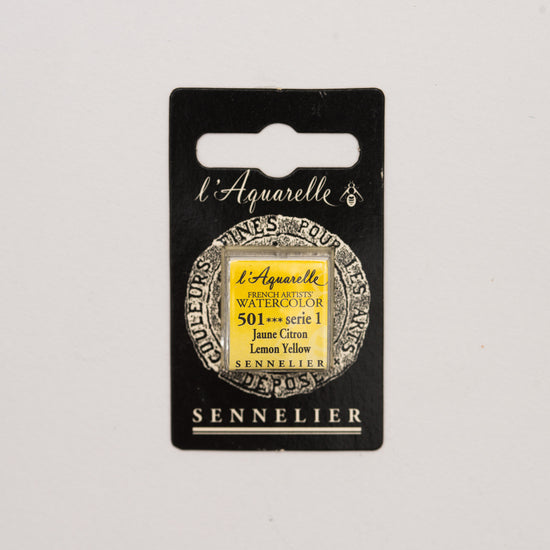 l'Aquarelle
COULEURS FINES POUR LES ARTS
l'Aquarelle
FRENCH ARTISTS'
WATERCOLOR
501*** serie 1
Jaune Citron
Lemon Yellow
SENNELIER
DÉPOSÉ
SENNELIER